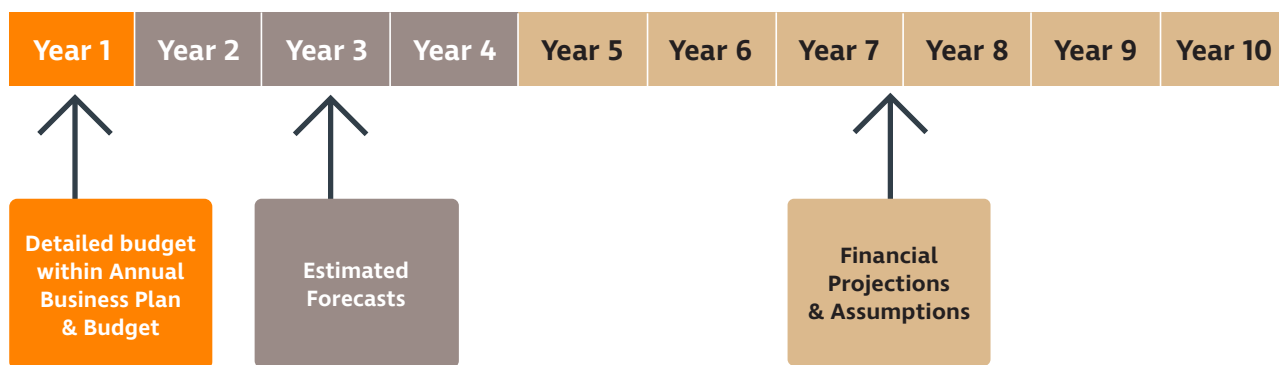 Year 1 Year 2 Year 3 Year 4 Year 5 Year 6 Year 7 Year 8 Year 9 Year 10
Detailed budget
within Annual
Business Plan
& Budget
Estimated
Forecasts
Financial
Projections
& Assumptions